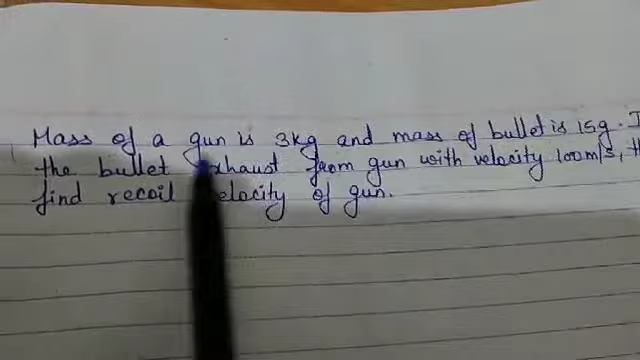 Mass of a gun is 3kg and mass of bullet is 15g.
the bullet exhaust from gun with velocity 100m/s,
find recoil velocity of gun.